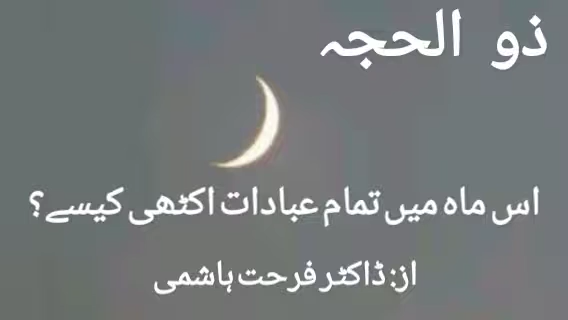 ذو الحجہ
اس ماہ میں تمام عبادات اکٹھی کیسے؟
از: ڈاکٹر فرحت ہاشمی